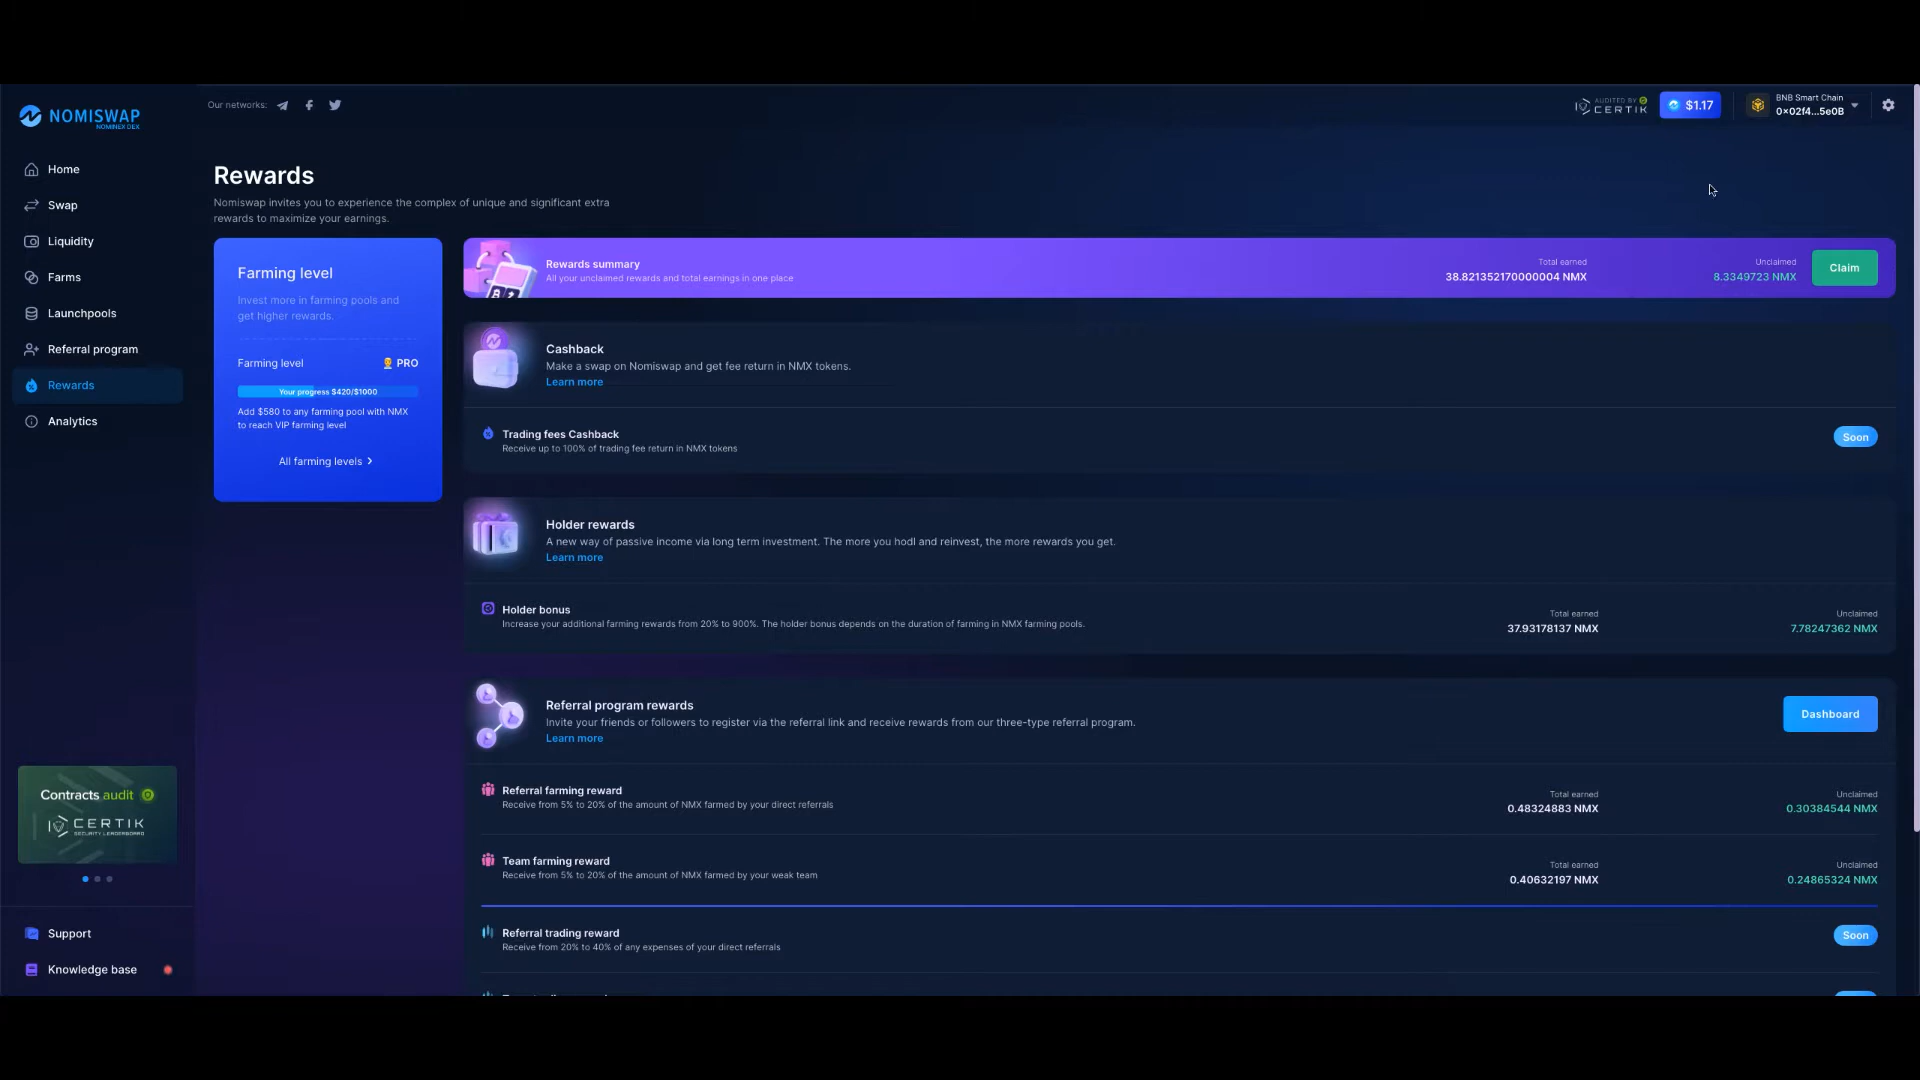 NOMISWAP
NOMINEX DEX
Our networks:
AUDITED BY
CERTIK
$1.17
BNB Smart Chain
0x02f4...5e0B
Home
Swap
Liquidity
Farms
Launchpools
Referral program
Rewards
Analytics
Contracts audit
CERTIK
SECURITY LEADERBOARD
Support
Knowledge base
Rewards
Nomiswap invites you to experience the complex of unique and significant extra
rewards to maximize your earnings.
Farming level
Invest more in farming pools and
get higher rewards.
Farming level
PRO
Your progress $420/$1000
Add $580 to any farming pool with NMX
to reach VIP farming level
All farming levels
Rewards summary
All your unclaimed rewards and total earnings in one place
Total earned
38.821352170000004 NMX
Unclaimed
8.3349723 NMX
Claim
Cashback
Make a swap on Nomiswap and get fee return in NMX tokens.
Learn more
Trading fees Cashback
Receive up to 100% of trading fee return in NMX tokens
Soon
Holder rewards
A new way of passive income via long term investment. The more you hodl and reinvest, the more rewards you get.
Learn more
Holder bonus
Increase your additional farming rewards from 20% to 900%. The holder bonus depends on the duration of farming in NMX farming pools.
Total earned
37.93178137 NMX
Unclaimed
7.78247362 NMX
Referral program rewards
Invite your friends or followers to register via the referral link and receive rewards from our three-type referral program.
Learn more
Dashboard
Referral farming reward
Receive from 5% to 20% of the amount of NMX farmed by your direct referrals
Total earned
0.48324883 NMX
Unclaimed
0.30384544 NMX
Team farming reward
Receive from 5% to 20% of the amount of NMX farmed by your weak team
Total earned
0.40632197 NMX
Unclaimed
0.24865324 NMX
Referral trading reward
Receive from 20% to 40% of any expenses of your direct referrals
Soon